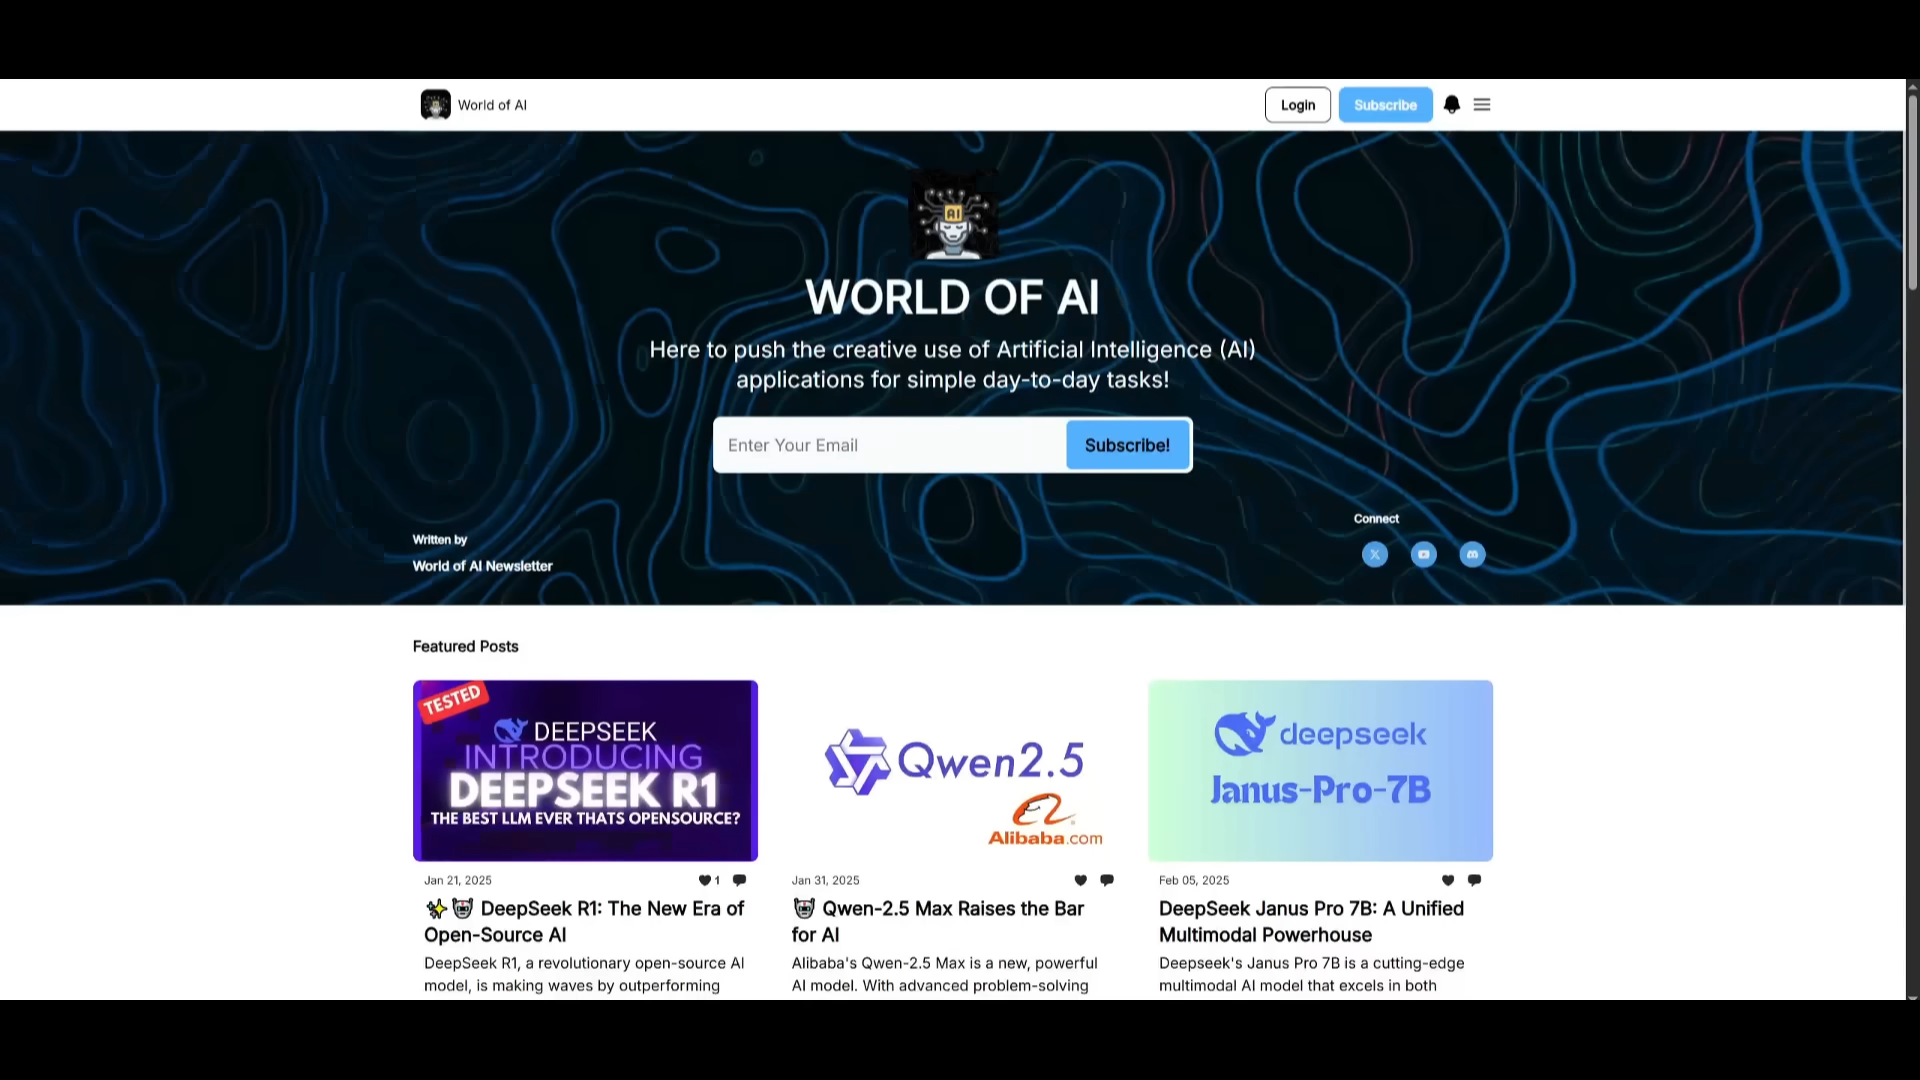 World of AI
Login
Subscribe
AI
WORLD OF AI
Here to push the creative use of Artificial Intelligence (AI)
applications for simple day-to-day tasks!
Enter Your Email
Subscribe!
Connect
Written by
World of AI Newsletter
Featured Posts
TESTED
DEEPSEEK
INTRODUCING
DEEPSEEK R1
THE BEST LLM EVER THATS OPENSOURCE?
Jan 21, 2025
1
DeepSeek R1: The New Era of
Open-Source AI
DeepSeek R1, a revolutionary open-source AI
model, is making waves by outperforming
Qwen2.5
Alibaba.com
Jan 31, 2025
Qwen-2.5 Max Raises the Bar
for AI
Alibaba's Qwen-2.5 Max is a new, powerful
AI model. With advanced problem-solving
deepseek
Janus-Pro-7B
Feb 05, 2025
DeepSeek Janus Pro 7B: A Unified
Multimodal Powerhouse
Deepseek's Janus Pro 7B is a cutting-edge
multimodal AI model that excels in both